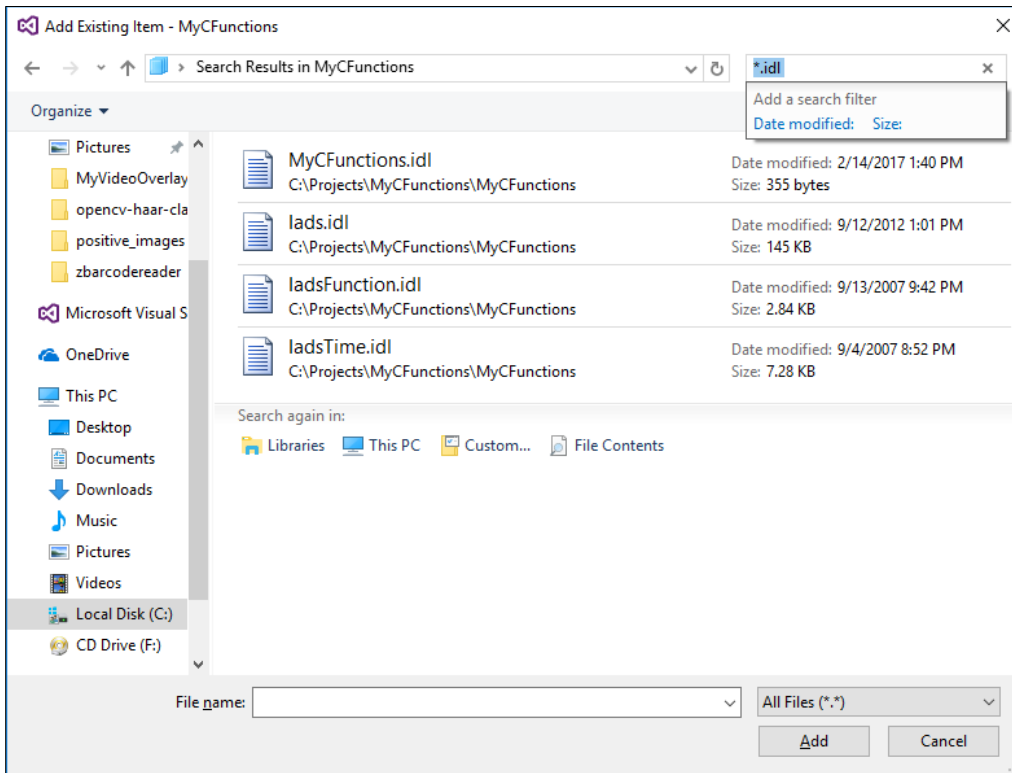 Add Existing Item - MyCFunctions
Search Results in MyCFunctions
*.idl
Organize
Add a search filter
Date modified: Size:
Pictures
MyVideoOverlay
opencv-haar-cla
positive_images
zbarcodereader
Microsoft Visual S
OneDrive
This PC
Desktop
Documents
Downloads
Music
Pictures
Videos
Local Disk (C:)
CD Drive (F:)
MyCFunctions.idl
C:\Projects\MyCFunctions\MyCFunctions
Date modified: 2/14/2017 1:40 PM
Size: 355 bytes
Iads.idl
C:\Projects\MyCFunctions\MyCFunctions
Date modified: 9/12/2012 1:01 PM
Size: 145 KB
IadsFunction.idl
C:\Projects\MyCFunctions\MyCFunctions
Date modified: 9/13/2007 9:42 PM
Size: 2.84 KB
IadsTime.idl
C:\Projects\MyCFunctions\MyCFunctions
Date modified: 9/4/2007 8:52 PM
Size: 7.28 KB
Search again in:
Libraries This PC Custom... File Contents
File name:
All Files (*.*)
Add Cancel